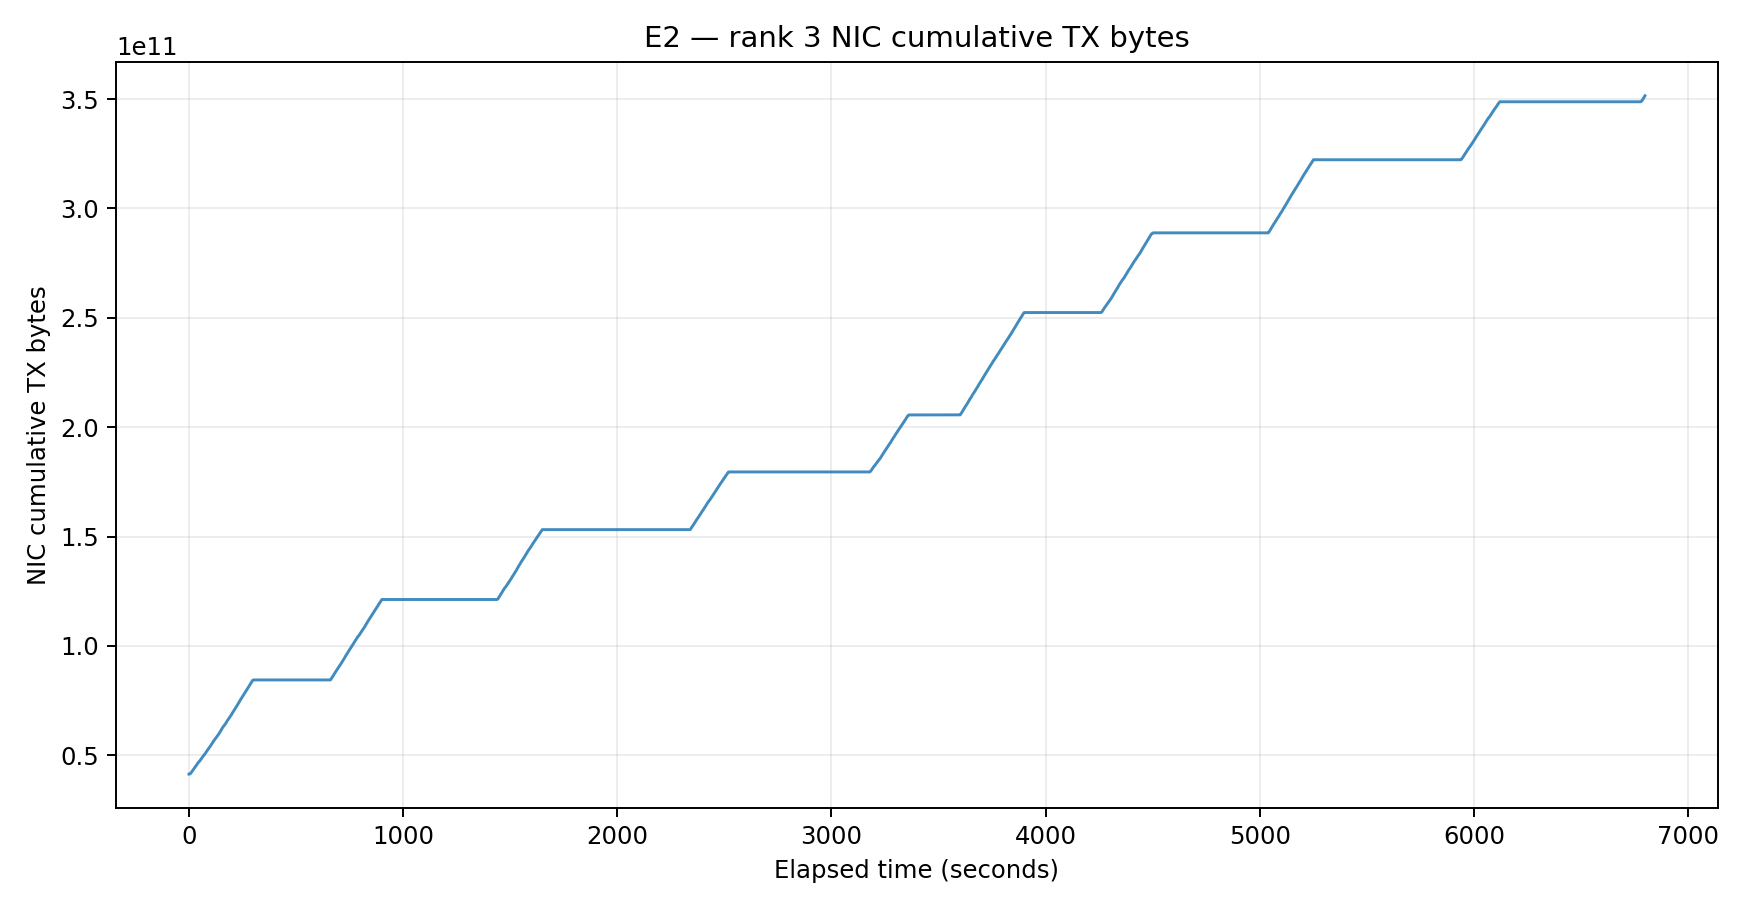 E2 — rank 3 NIC cumulative TX bytes
1e11
3.5
3.0
2.5
2.0
1.5
1.0
0.5
NIC cumulative TX bytes
0 1000 2000 3000 4000 5000 6000 7000
Elapsed time (seconds)